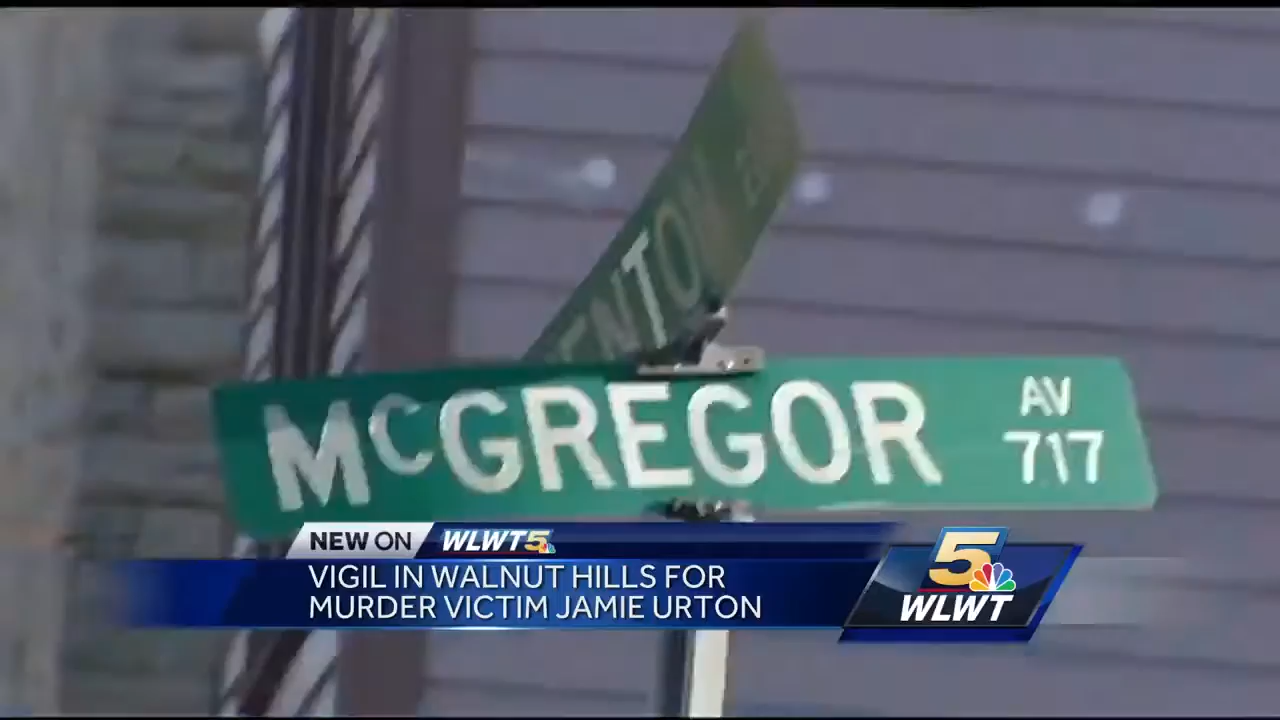 MCGREGOR AV
717
NEW ON WLWT5
VIGIL IN WALNUT HILLS FOR
MURDER VICTIM JAMIE URTON
5
WLWT